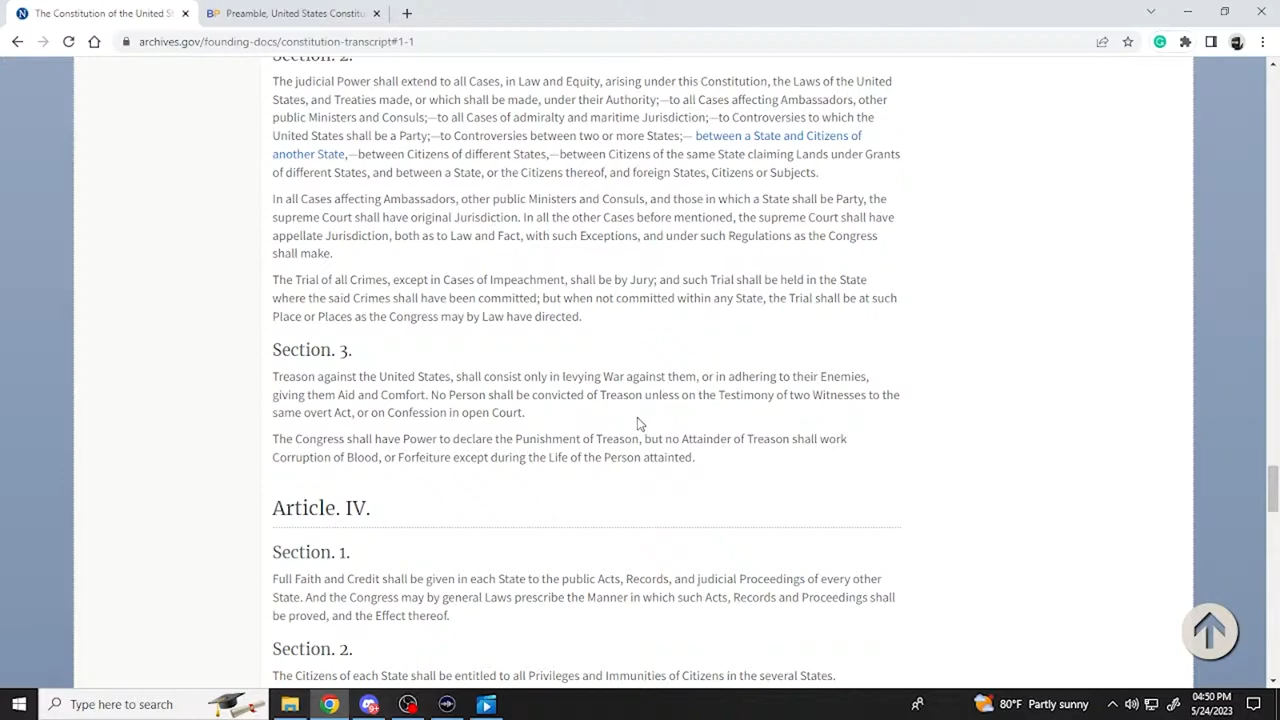 The Constitution of the United S
Preamble, United States Constitu
archives.gov/founding-docs/constitution-transcript#1-1
Section. 2.
The judicial Power shall extend to all Cases, in Law and Equity, arising under this Constitution, the Laws of the United
States, and Treaties made, or which shall be made, under their Authority;—to all Cases affecting Ambassadors, other
public Ministers and Consuls;—to all Cases of admiralty and maritime Jurisdiction;—to Controversies to which the
United States shall be a Party;—to Controversies between two or more States;— between a State and Citizens of
another State,—between Citizens of different States,—between Citizens of the same State claiming Lands under Grants
of different States, and between a State, or the Citizens thereof, and foreign States, Citizens or Subjects.
In all Cases affecting Ambassadors, other public Ministers and Consuls, and those in which a State shall be Party, the
supreme Court shall have original Jurisdiction. In all the other Cases before mentioned, the supreme Court shall have
appellate Jurisdiction, both as to Law and Fact, with such Exceptions, and under such Regulations as the Congress
shall make.
The Trial of all Crimes, except in Cases of Impeachment, shall be by Jury; and such Trial shall be held in the State
where the said Crimes shall have been committed; but when not committed within any State, the Trial shall be at such
Place or Places as the Congress may by Law have directed.
Section. 3.
Treason against the United States, shall consist only in levying War against them, or in adhering to their Enemies,
giving them Aid and Comfort. No Person shall be convicted of Treason unless on the Testimony of two Witnesses to the
same overt Act, or on Confession in open Court.
The Congress shall have Power to declare the Punishment of Treason, but no Attainder of Treason shall work
Corruption of Blood, or Forfeiture except during the Life of the Person attainted.
Article. IV.
Section. 1.
Full Faith and Credit shall be given in each State to the public Acts, Records, and judicial Proceedings of every other
State. And the Congress may by general Laws prescribe the Manner in which such Acts, Records and Proceedings shall
be proved, and the Effect thereof.
Section. 2.
The Citizens of each State shall be entitled to all Privileges and Immunities of Citizens in the several States.
Type here to search
80°F Partly sunny
04:50 PM
5/24/2023